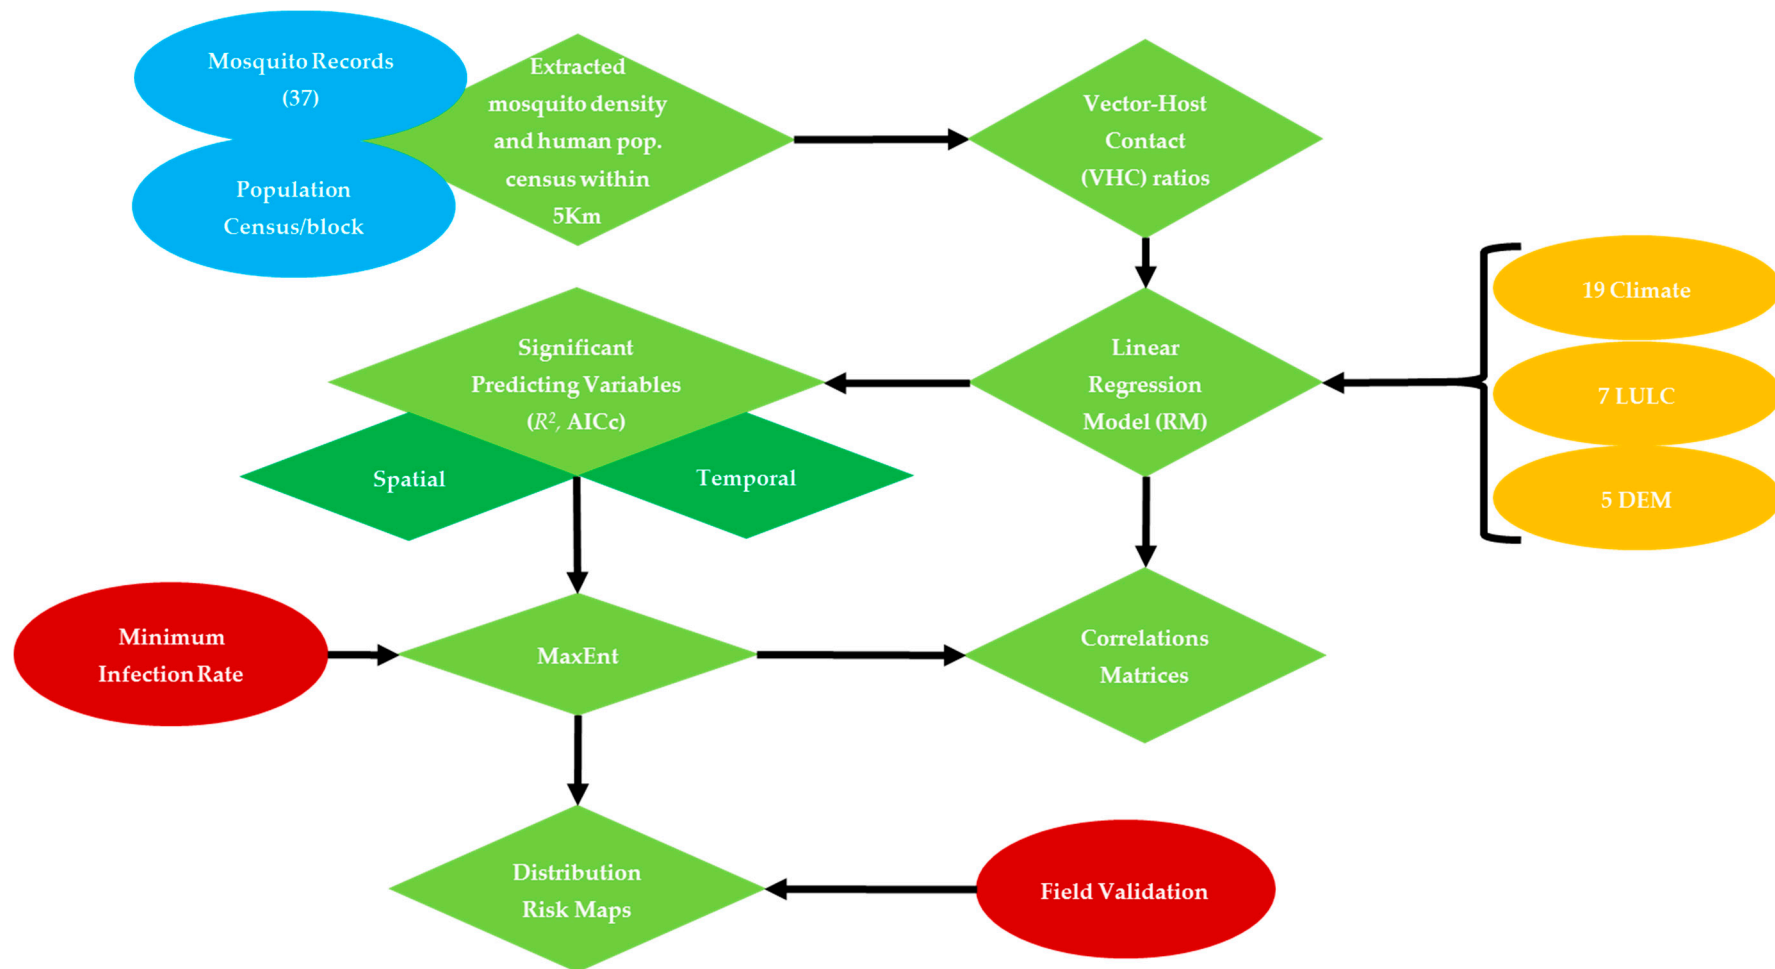 Mosquito Records
(37)
Population
Census/block
Extracted
mosquito density
and human pop.
census within
5Km
Vector-Host
Contact
(VHC) ratios
19 Climate
7 LULC
5 DEM
Linear
Regression
Model (RM)
Significant
Predicting Variables
(R², AICc)
Spatial
Temporal
Minimum
Infection Rate
MaxEnt
Correlations
Matrices
Distribution
Risk Maps
Field Validation